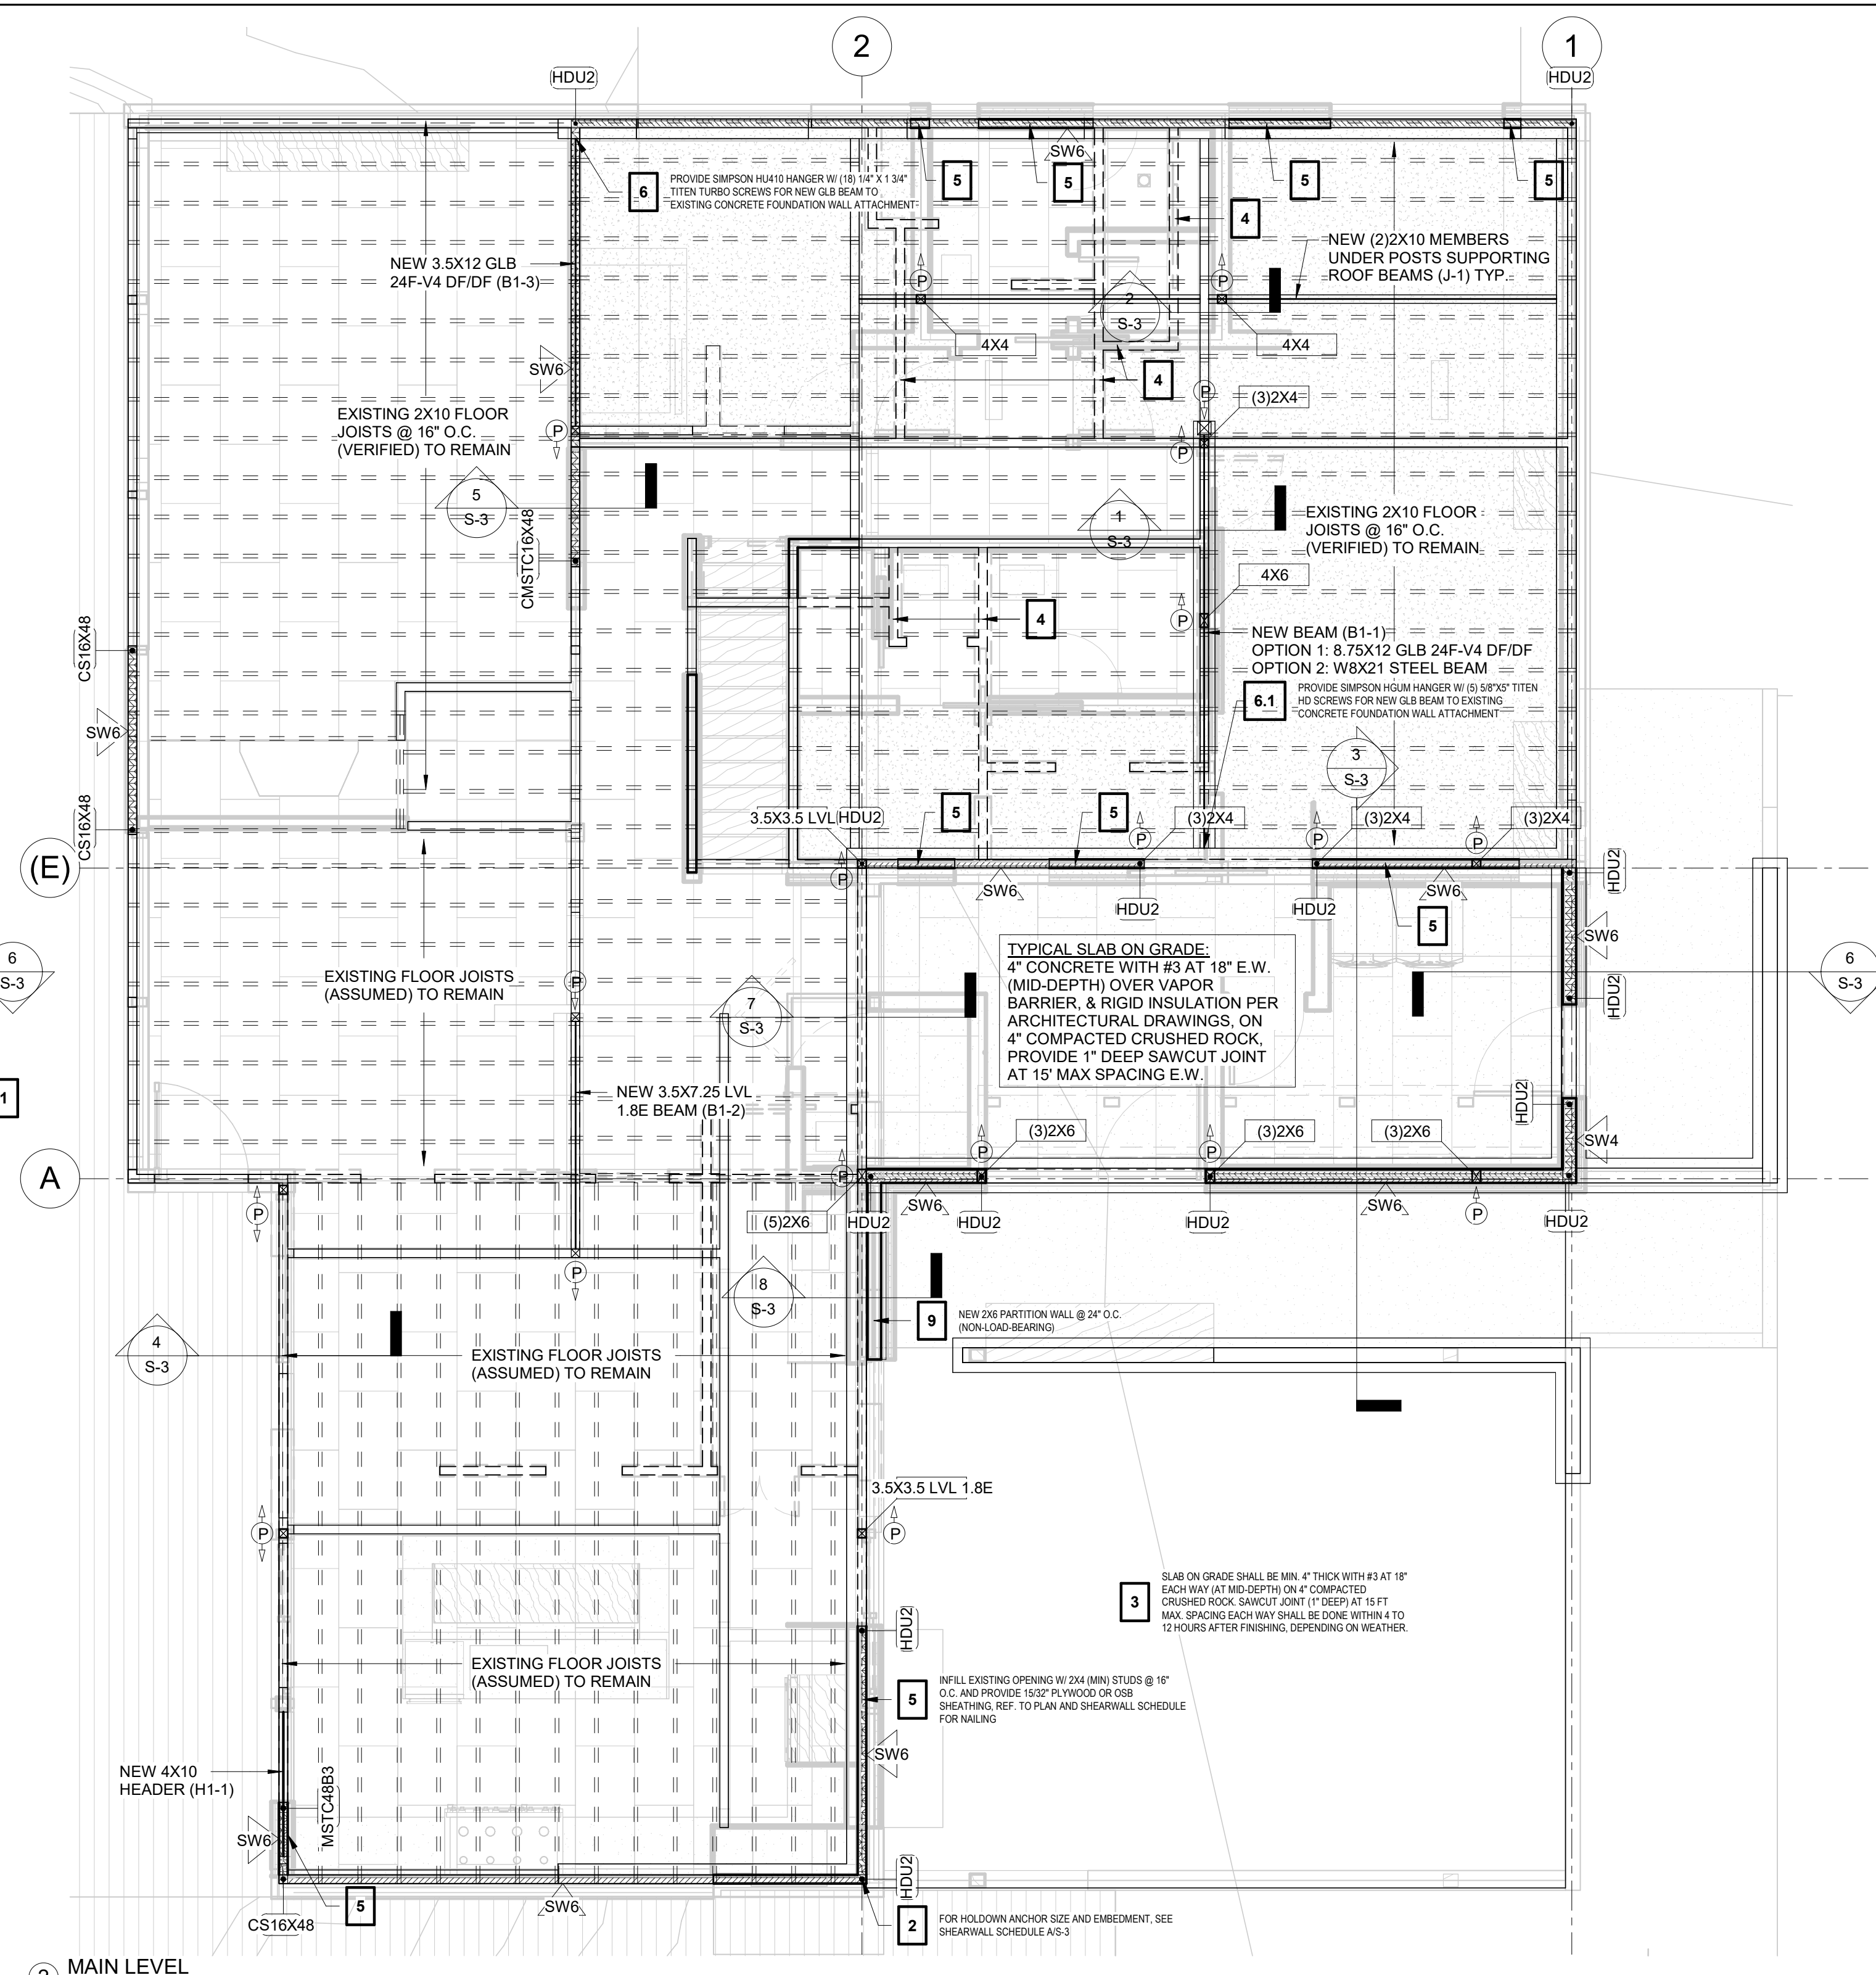 2
1
HDU2
HDU2
SW6
6
PROVIDE SIMPSON HU410 HANGER W/ (18) 1/4" X 1 3/4"
TITEN TURBO SCREWS FOR NEW GLB BEAM TO
EXISTING CONCRETE FOUNDATION WALL ATTACHMENT
5
5
5
5
4
NEW (2)2X10 MEMBERS
UNDER POSTS SUPPORTING
ROOF BEAMS (J-1) TYP.
NEW 3.5X12 GLB
24F-V4 DF/DF (B1-3)
P
P
2
S-3
4X4
4X4
SW6
4
P
(3)2X4
EXISTING 2X10 FLOOR
JOISTS @ 16" O.C.
(VERIFIED) TO REMAIN
P
P
5
S-3
1
S-3
EXISTING 2X10 FLOOR
JOISTS @ 16" O.C.
(VERIFIED) TO REMAIN
CMSTC16X48
4X6
4
P
NEW BEAM (B1-1)
OPTION 1: 8.75X12 GLB 24F-V4 DF/DF
OPTION 2: W8X21 STEEL BEAM
CS16X48
6.1
PROVIDE SIMPSON HGUM HANGER W/ (5) 5/8"X5" TITEN
HD SCREWS FOR NEW GLB BEAM TO EXISTING
CONCRETE FOUNDATION WALL ATTACHMENT
SW6
3
S-3
CS16X48
3.5X3.5 LVL
HDU2
5
5
P
(3)2X4
P
(3)2X4
P
(3)2X4
(E)
P
SW6
SW6
HDU2
HDU2
HDU2
5
SW6
6
S-3
EXISTING FLOOR JOISTS
(ASSUMED) TO REMAIN
P
TYPICAL SLAB ON GRADE:
4" CONCRETE WITH #3 AT 18" E.W.
(MID-DEPTH) OVER VAPOR
BARRIER, & RIGID INSULATION PER
ARCHITECTURAL DRAWINGS, ON
4" COMPACTED CRUSHED ROCK,
PROVIDE 1" DEEP SAWCUT JOINT
AT 15' MAX SPACING E.W.
6
S-3
HDU2
7
S-3
1
NEW 3.5X7.25 LVL
1.8E BEAM (B1-2)
HDU2
(3)2X6
(3)2X6
(3)2X6
SW4
P
P
A
P
P
(5)2X6
HDU2
SW6
HDU2
HDU2
SW6
P
HDU2
P
8
S-3
4
S-3
9
NEW 2X6 PARTITION WALL @ 24" O.C.
(NON-LOAD-BEARING)
EXISTING FLOOR JOISTS
(ASSUMED) TO REMAIN
3.5X3.5 LVL 1.8E
P
P
3
SLAB ON GRADE SHALL BE MIN. 4" THICK WITH #3 AT 18"
EACH WAY (AT MID-DEPTH) ON 4" COMPACTED
CRUSHED ROCK. SAWCUT JOINT (1" DEEP) AT 15 FT
MAX. SPACING EACH WAY SHALL BE DONE WITHIN 4 TO
12 HOURS AFTER FINISHING, DEPENDING ON WEATHER.
HDU2
EXISTING FLOOR JOISTS
(ASSUMED) TO REMAIN
5
INFILL EXISTING OPENING W/ 2X4 (MIN) STUDS @ 16"
O.C. AND PROVIDE 15/32" PLYWOOD OR OSB
SHEATHING, REF. TO PLAN AND SHEARWALL SCHEDULE
FOR NAILING
SW6
NEW 4X10
HEADER (H1-1)
MSTC48B3
SW6
HDU2
5
CS16X48
SW6
2
FOR HOLDOWN ANCHOR SIZE AND EMBEDMENT, SEE
SHEARWALL SCHEDULE A/S-3
MAIN LEVEL